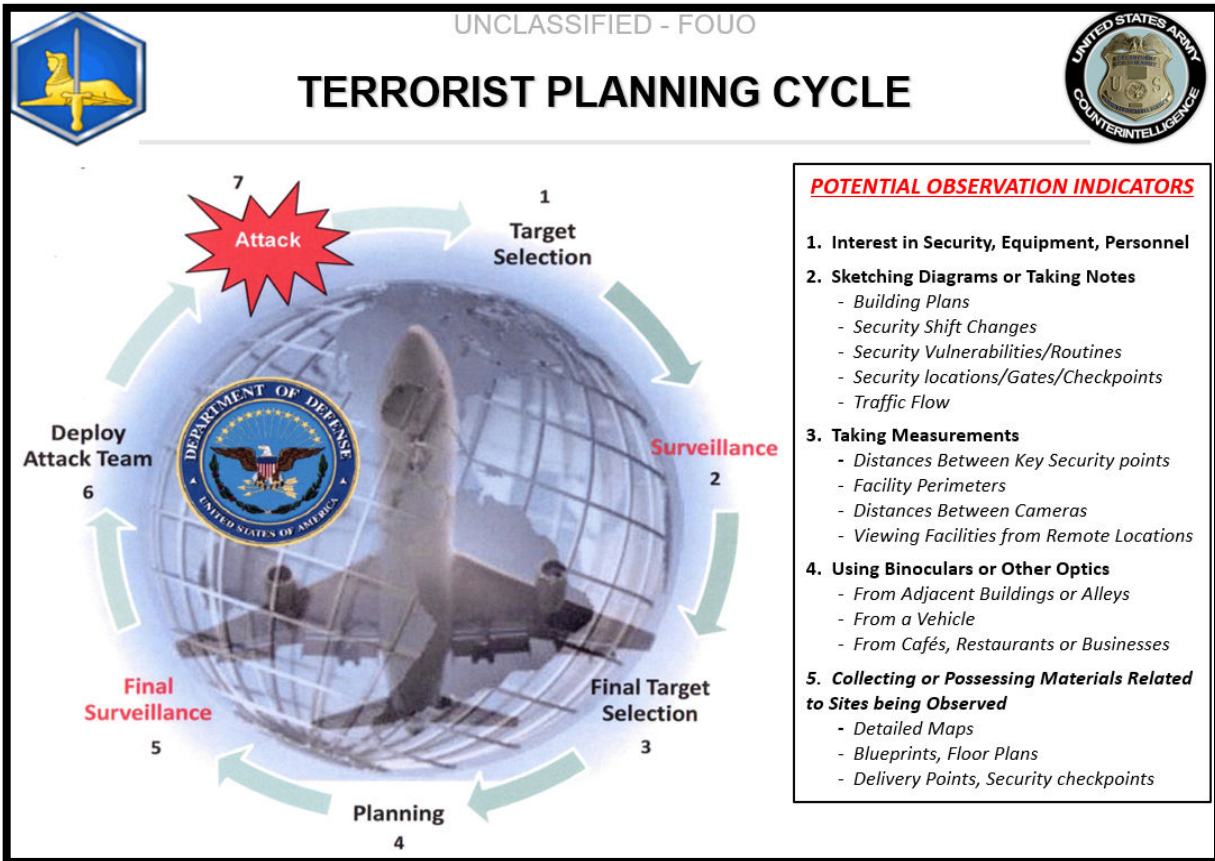 UNCLASSIFIED - FOUO
TERRORIST PLANNING CYCLE
UNITED STATES ARMY
COUNTERINTELLIGENCE
U S
7
Attack
1
Target
Selection
Surveillance
2
Final Target
Selection
3
Planning
4
Final
Surveillance
5
Deploy
Attack Team
6
DEPARTMENT OF DEFENSE
UNITED STATES OF AMERICA
POTENTIAL OBSERVATION INDICATORS
1. Interest in Security, Equipment, Personnel
2. Sketching Diagrams or Taking Notes
- Building Plans
- Security Shift Changes
- Security Vulnerabilities/Routines
- Security locations/Gates/Checkpoints
- Traffic Flow
3. Taking Measurements
- Distances Between Key Security points
- Facility Perimeters
- Distances Between Cameras
- Viewing Facilities from Remote Locations
4. Using Binoculars or Other Optics
- From Adjacent Buildings or Alleys
- From a Vehicle
- From Cafés, Restaurants or Businesses
5. Collecting or Possessing Materials Related
to Sites being Observed
- Detailed Maps
- Blueprints, Floor Plans
- Delivery Points, Security checkpoints